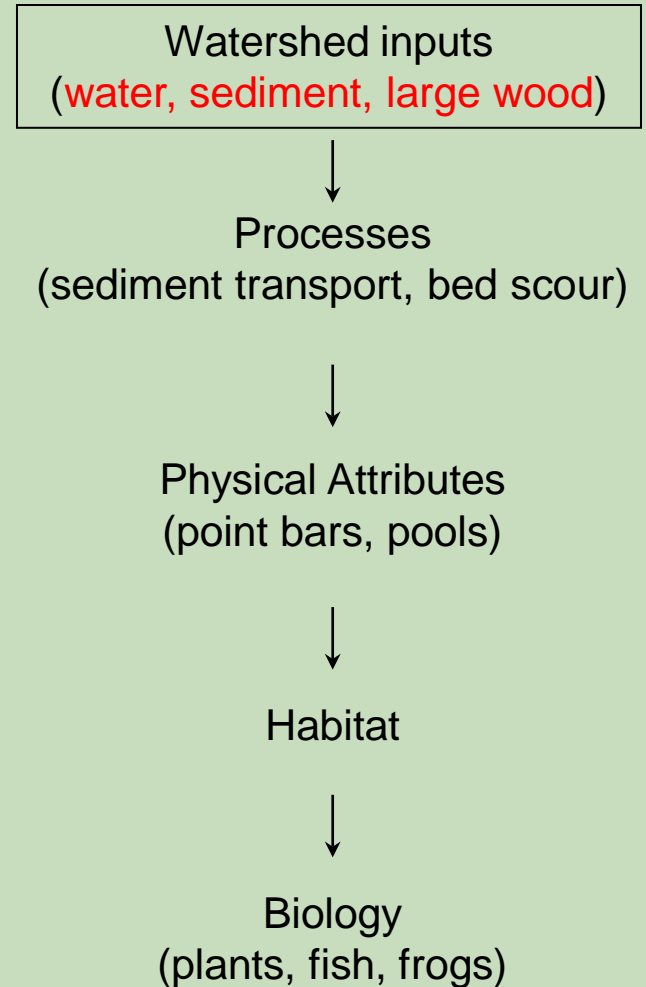 Watershed inputs
(water, sediment, large wood)
Processes
(sediment transport, bed scour)
Physical Attributes
(point bars, pools)
Habitat
Biology
(plants, fish, frogs)